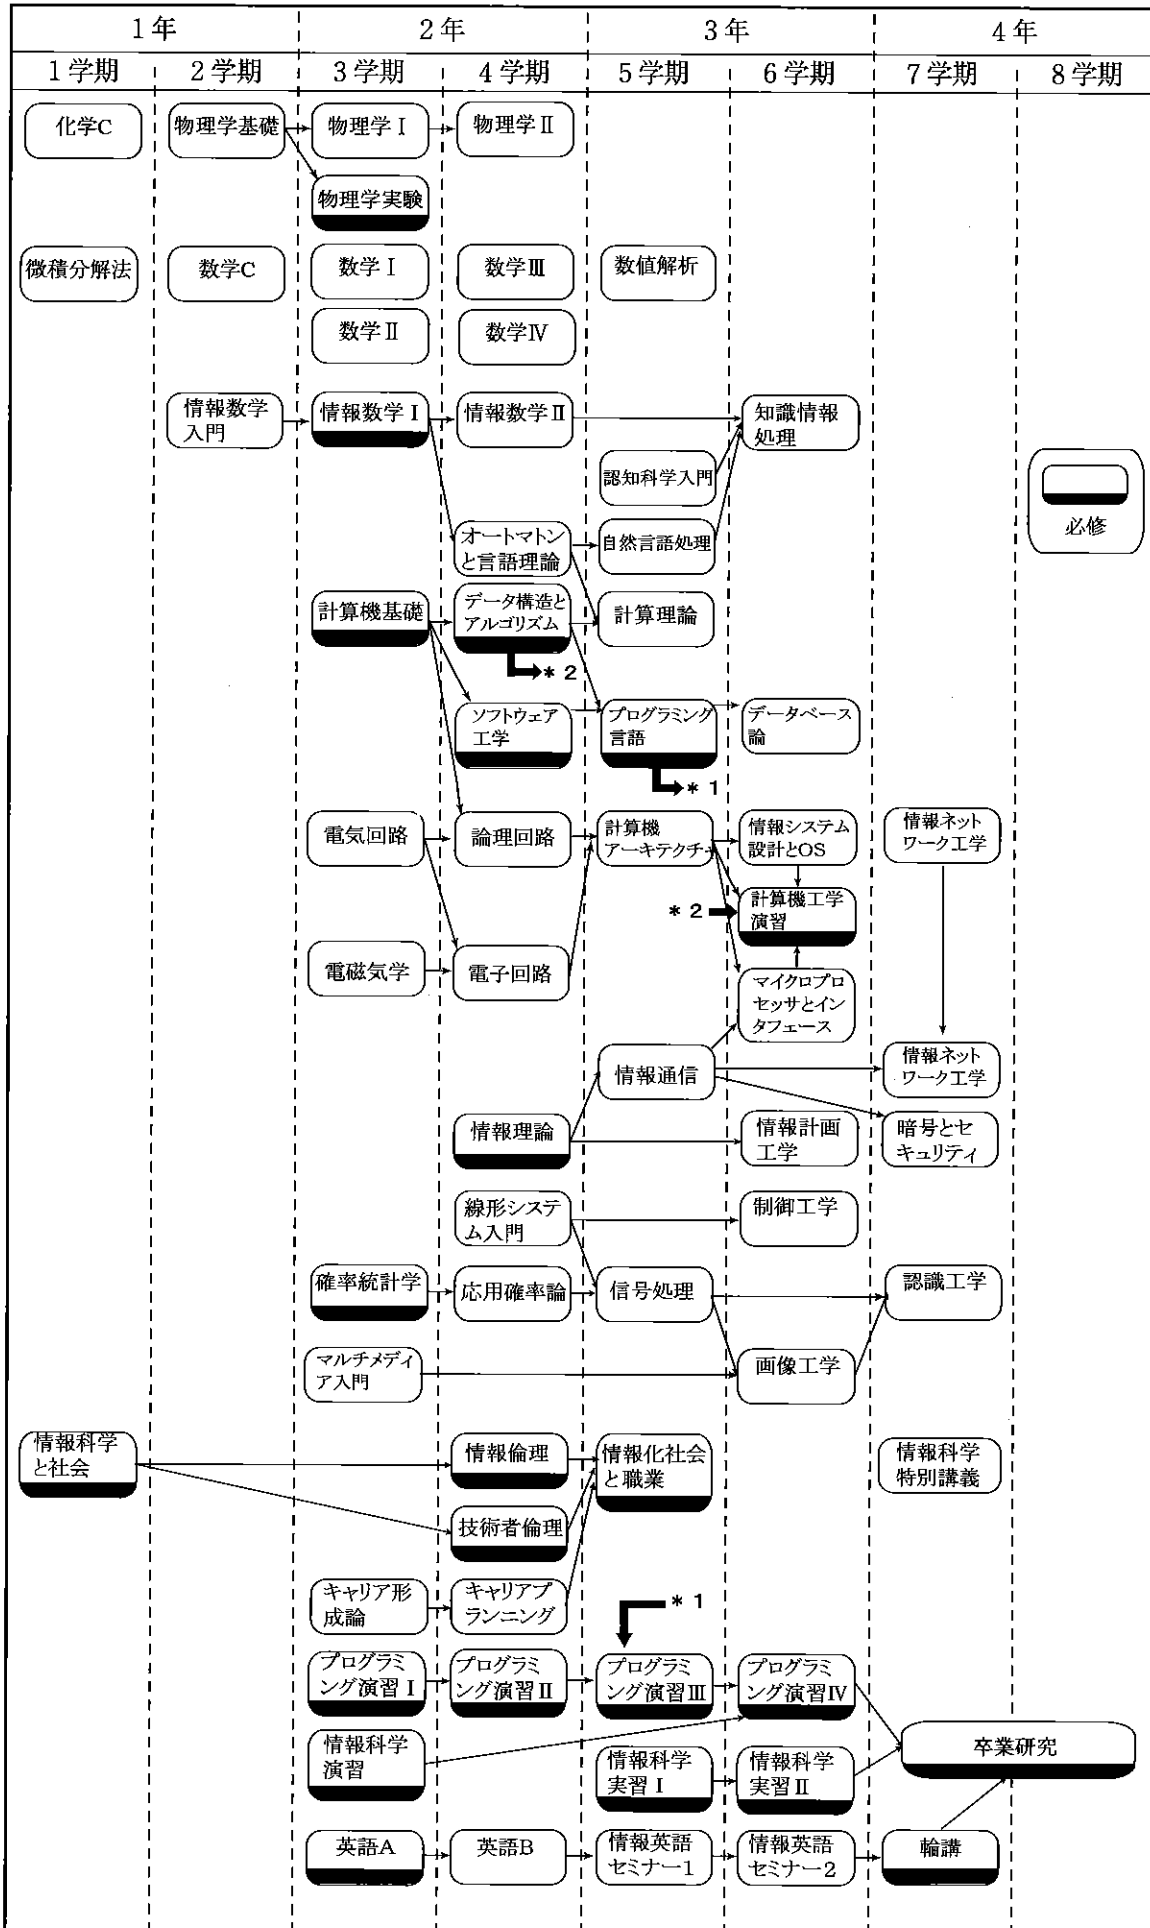 1年
2年
3年
4年
1学期
2学期
3学期
4学期
5学期
6学期
7学期
8学期
化学C
物理学基礎
物理学Ⅰ
物理学Ⅱ
物理学実験
微積分解法
数学C
数学Ⅰ
数学Ⅲ
数値解析
数学Ⅱ
数学Ⅳ
情報数学
入門
情報数学Ⅰ
情報数学Ⅱ
知識情報
処理
認知科学入門
必修
オートマトン
と言語理論
自然言語処理
計算機基礎
データ構造と
アルゴリズム
計算理論
* 2
ソフトウェア
工学
プログラミング
言語
データベース
論
* 1
電気回路
論理回路
計算機
アーキテクチャ
情報システム
設計とOS
情報ネット
ワーク工学
* 2
計算機工学
演習
電磁気学
電子回路
マイクロプロ
セッサとイン
タフェース
情報通信
情報ネット
ワーク工学
情報理論
情報計画
工学
暗号とセ
キュリティ
線形システ
ム入門
制御工学
確率統計学
応用確率論
信号処理
認識工学
マルチメディ
ア入門
画像工学
情報科学
と社会
情報倫理
情報化社会
と職業
情報科学
特別講義
技術者倫理
キャリア形
成論
キャリアプ
ランニング
* 1
プログラミ
ング演習Ⅰ
プログラミ
ング演習Ⅱ
プログラミ
ング演習Ⅲ
プログラミ
ング演習Ⅳ
情報科学
演習
情報科学
実習Ⅰ
情報科学
実習Ⅱ
卒業研究
英語A
英語B
情報英語
セミナー1
情報英語
セミナー2
輪講